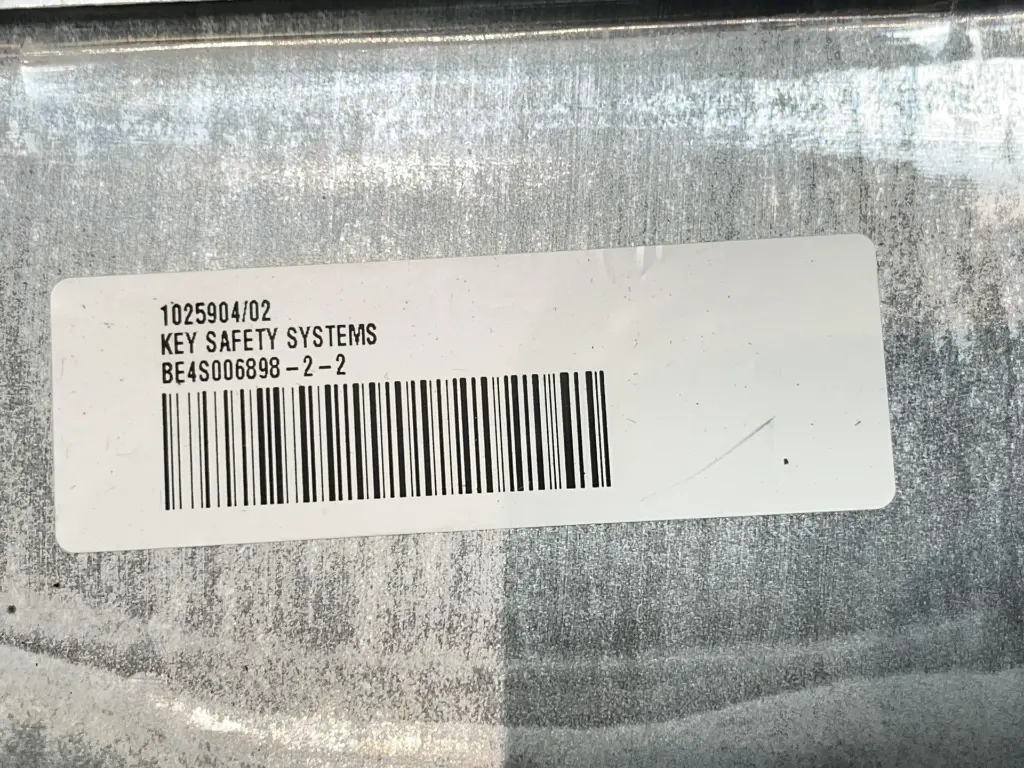 1025904/02
KEY SAFETY SYSTEMS
BE4S006898-2-2